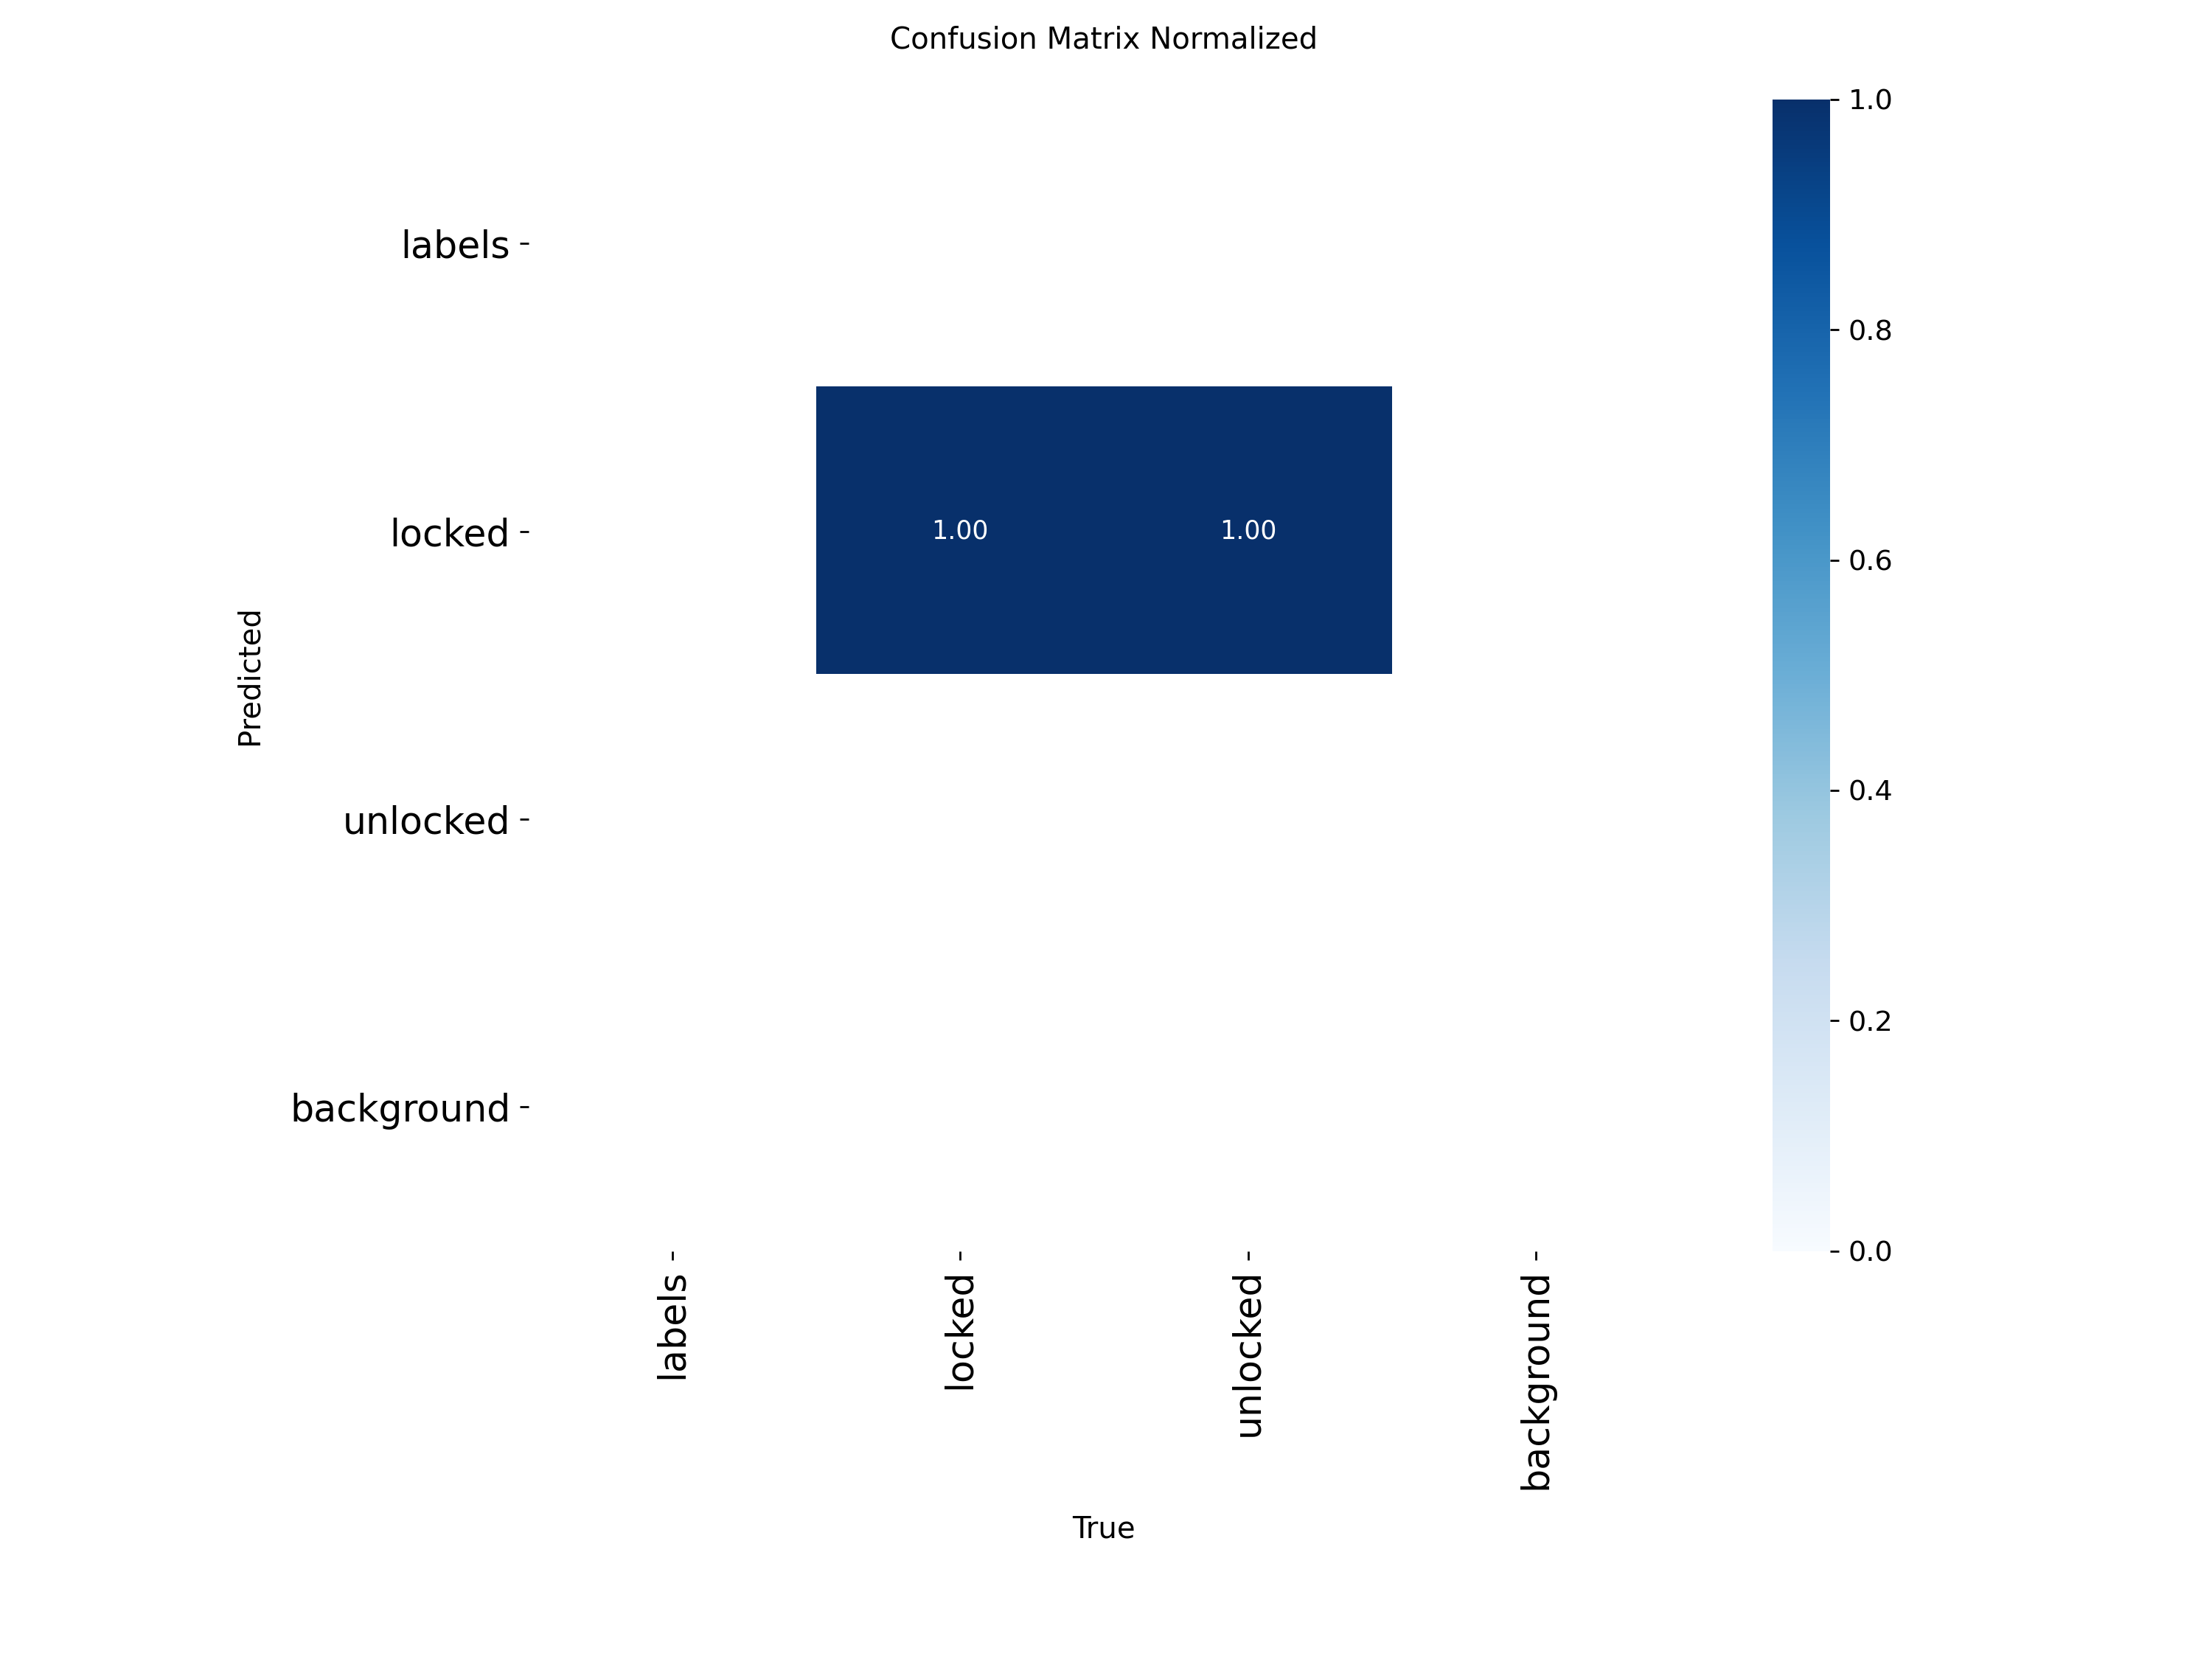 Confusion Matrix Normalized
1.0
0.8
0.6
0.4
0.2
0.0
Predicted
labels
locked
unlocked
background
1.00 1.00
labels
locked
unlocked
background
True